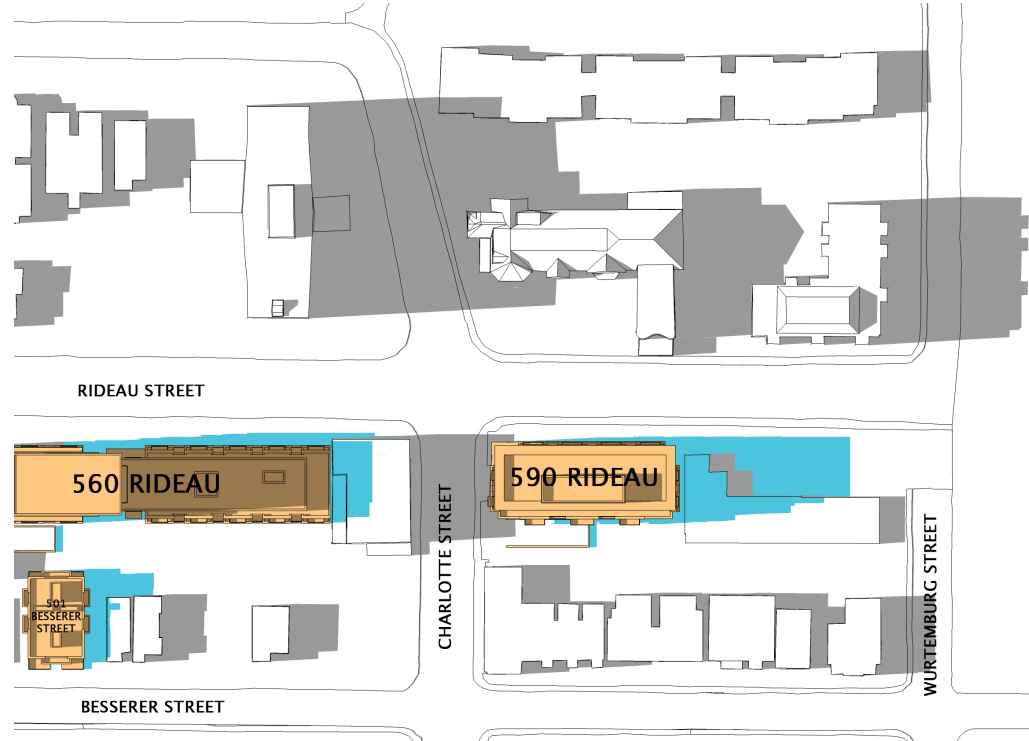 RIDEAU STREET
560 RIDEAU
590 RIDEAU
CHARLOTTE STREET
WURTEMBURG STREET
501
BESSERER
STREET
BESSERER STREET